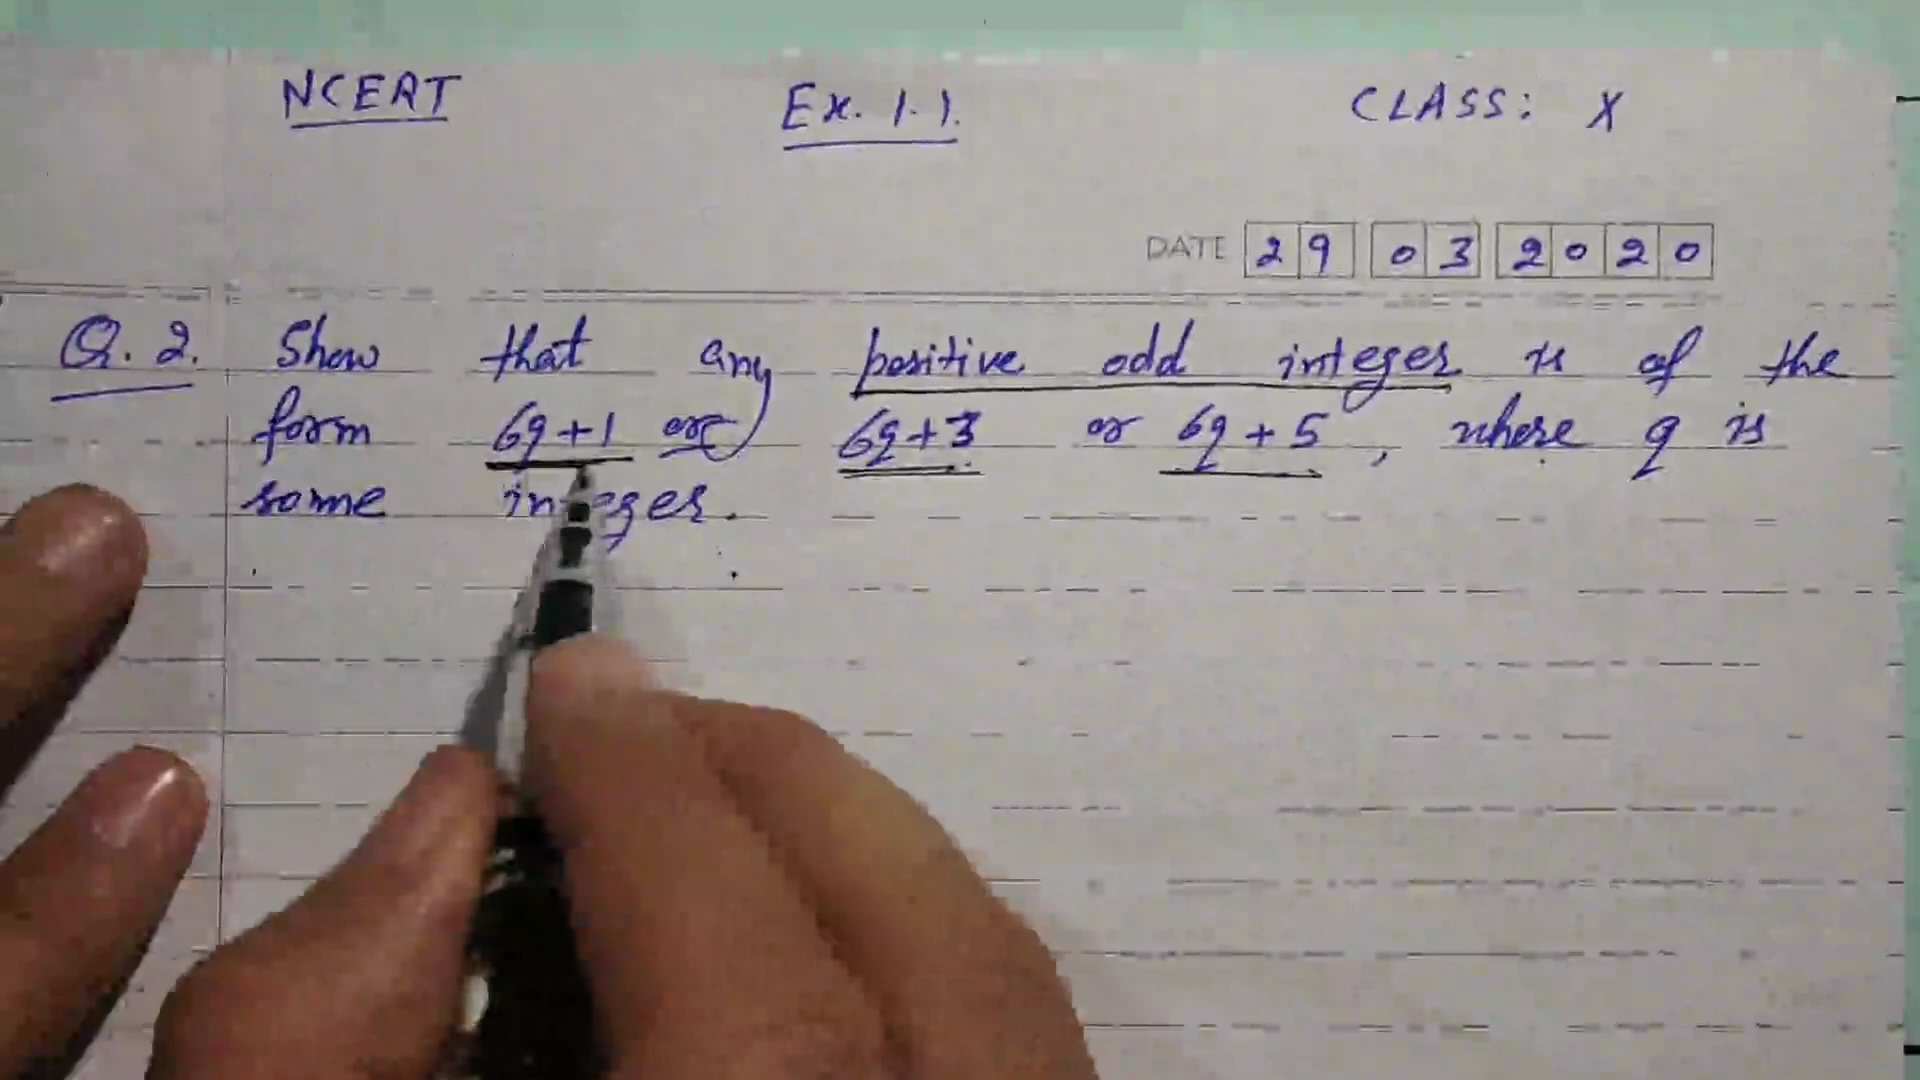 NCERT Ex. 1.1. CLASS: X
DATE 29 03 2020
Q. 2. Show that any positive odd integer is of the
form 6q+1 or 6q+3 or 6q+5, where q is
some integer.